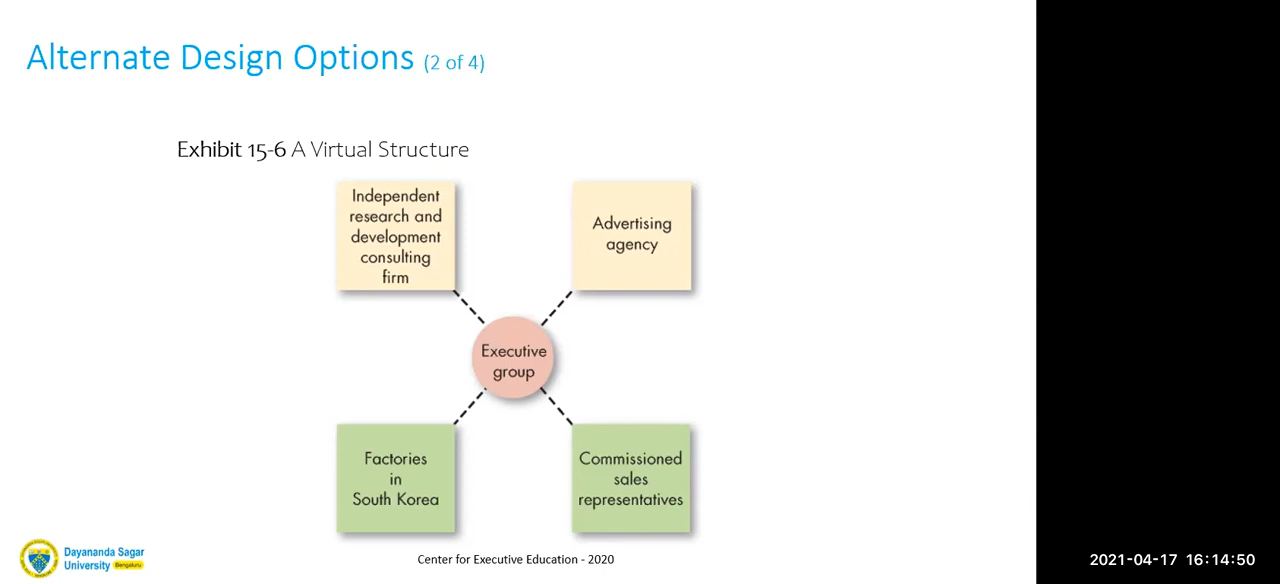 Alternate Design Options (2 of 4)
Exhibit 15-6 A Virtual Structure
Independent
research and
development
consulting
firm
Advertising
agency
Executive
group
Factories
in
South Korea
Commissioned
sales
representatives
Dayananda Sagar
University Bengaluru
Center for Executive Education - 2020
2021-04-17 16:14:50